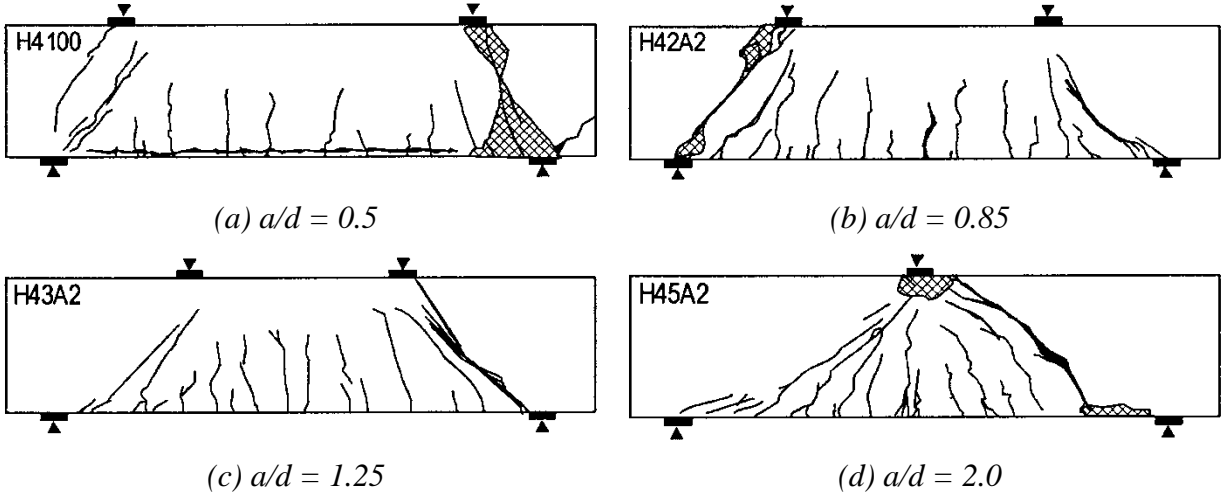 H4100
H42A2
(a) a/d = 0.5
(b) a/d = 0.85
H43A2
H45A2
(c) a/d = 1.25
(d) a/d = 2.0